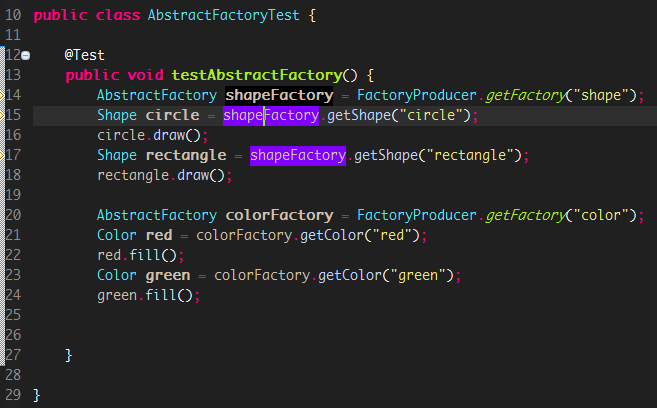 10 public class AbstractFactoryTest {
11
12 @Test
13 public void testAbstractFactory() {
14 AbstractFactory shapeFactory = FactoryProducer.getFactory("shape");
15 Shape circle = shapeFactory.getShape("circle");
16 circle.draw();
17 Shape rectangle = shapeFactory.getShape("rectangle");
18 rectangle.draw();
19
20 AbstractFactory colorFactory = FactoryProducer.getFactory("color");
21 Color red = colorFactory.getColor("red");
22 red.fill();
23 Color green = colorFactory.getColor("green");
24 green.fill();
25
26
27 }
28
29 }